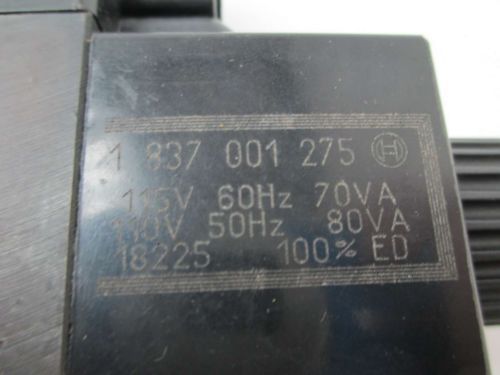 1 837 001 275
115V 60Hz 70VA
110V 50Hz 80VA
18225 100% ED